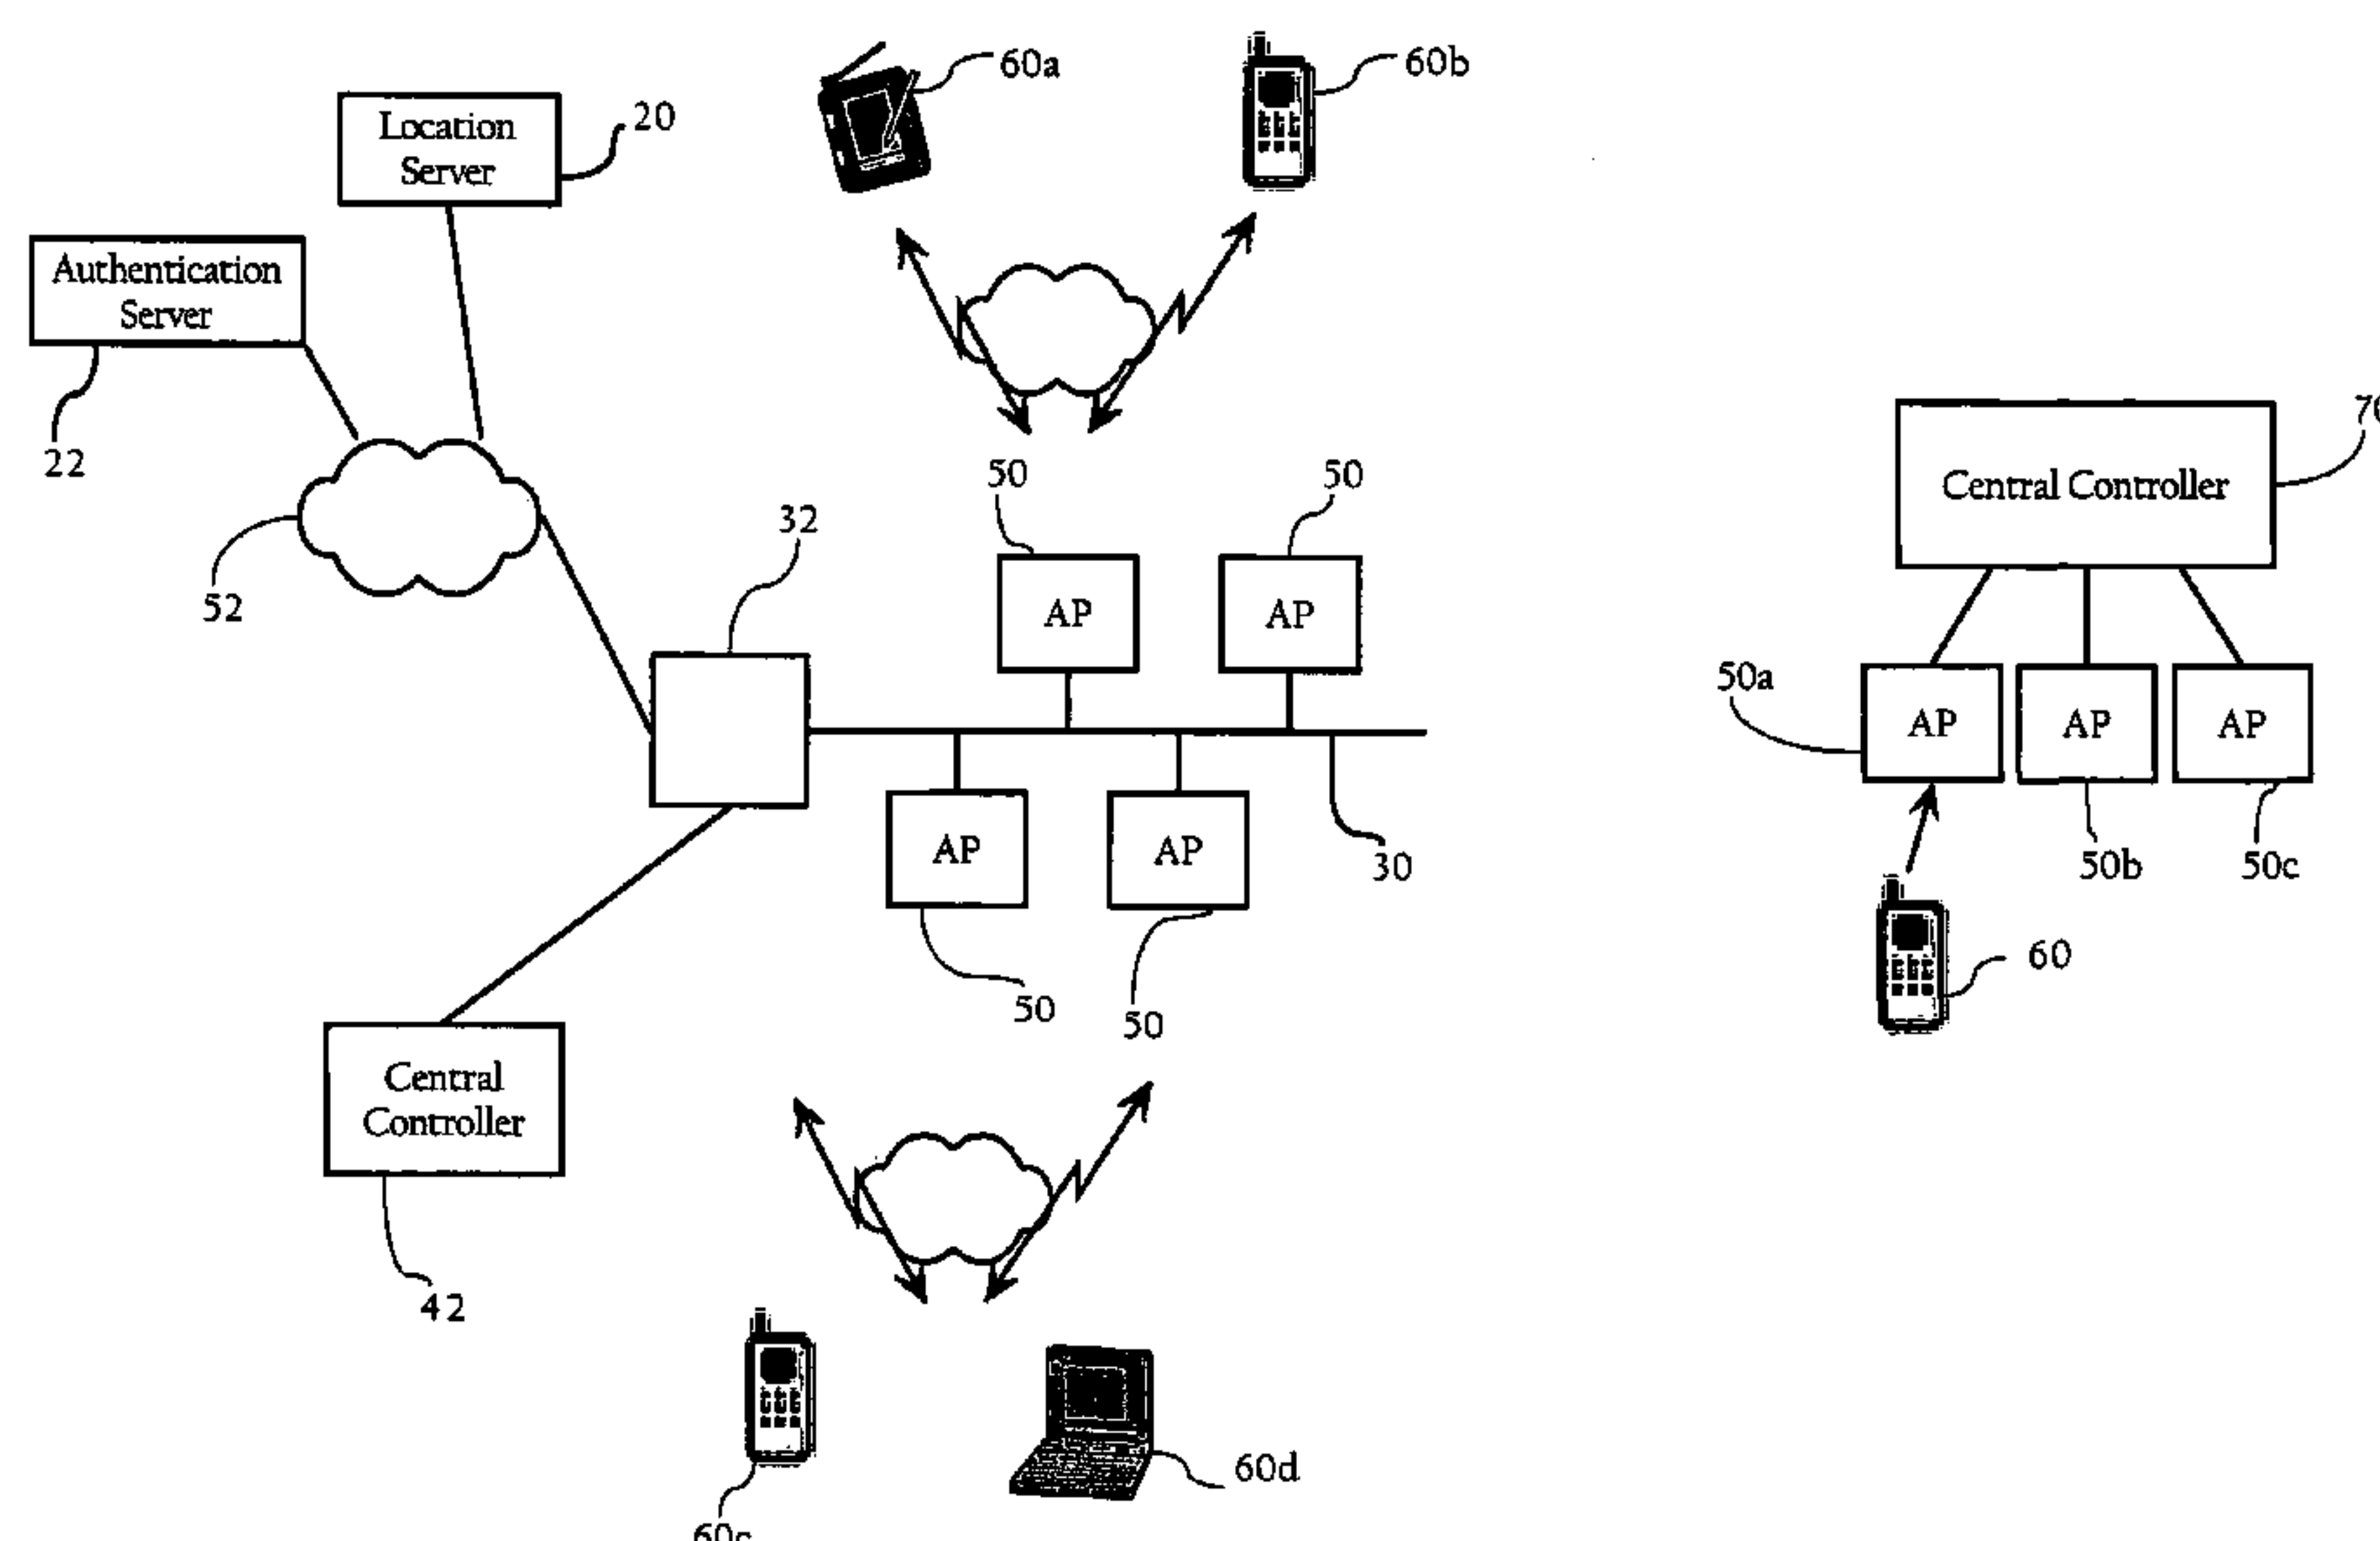 60a
60b
Location
Server
20
Authentication
Server
22
52
32
50
50
AP
AP
Central Controller
50a
AP
AP
AP
50b
50c
AP
AP
30
50
50
60
Central
Controller
42
60d